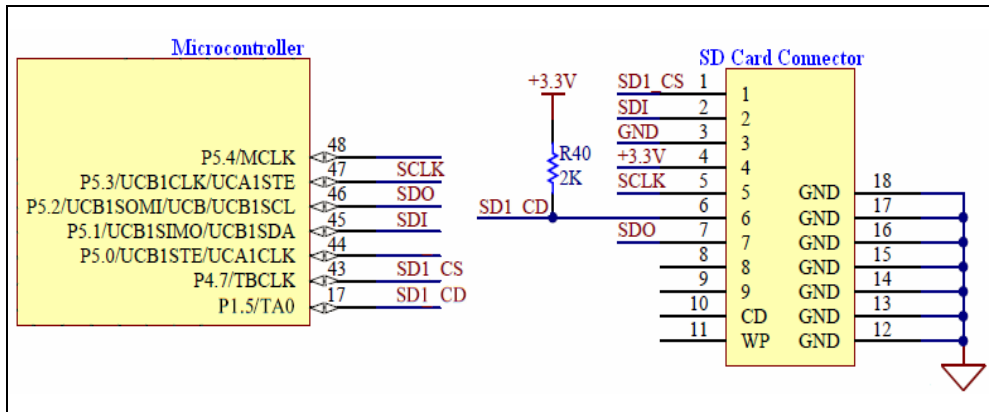 Microcontroller
P5.4/MCLK 48
P5.3/UCB1CLK/UCA1STE 47 SCLK
P5.2/UCB1SOMI/UCB/UCB1SCL 46 SDO
P5.1/UCB1SIMO/UCB1SDA 45 SDI
P5.0/UCB1STE/UCA1CLK 44
P4.7/TBCLK 43 SD1_CS
P1.5/TA0 17 SD1_CD
+3.3V
R40
2K
SD1_CD
SD Card Connector
SD1_CS 1 1
SDI 2 2
GND 3 3
+3.3V 4 4
SCLK 5 5 GND 18
6 6 GND 17
SDO 7 7 GND 16
8 8 GND 15
9 9 GND 14
10 CD GND 13
11 WP GND 12